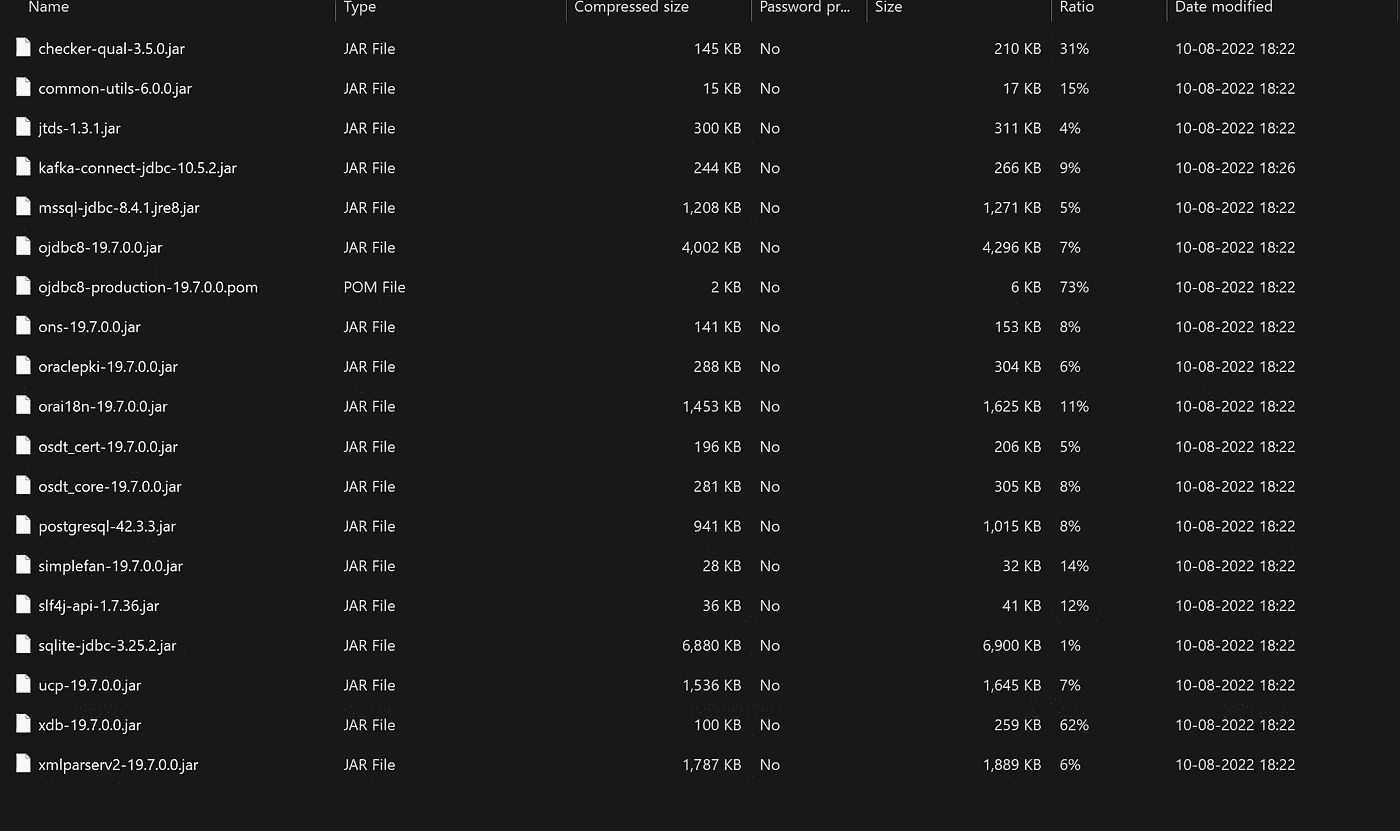 Name Type Compressed size Password pr... Size Ratio Date modified
checker-qual-3.5.0.jar JAR File 145 KB No 210 KB 31% 10-08-2022 18:22
common-utils-6.0.0.jar JAR File 15 KB No 17 KB 15% 10-08-2022 18:22
jtds-1.3.1.jar JAR File 300 KB No 311 KB 4% 10-08-2022 18:22
kafka-connect-jdbc-10.5.2.jar JAR File 244 KB No 266 KB 9% 10-08-2022 18:26
mssql-jdbc-8.4.1.jre8.jar JAR File 1,208 KB No 1,271 KB 5% 10-08-2022 18:22
ojdbc8-19.7.0.0.jar JAR File 4,002 KB No 4,296 KB 7% 10-08-2022 18:22
ojdbc8-production-19.7.0.0.pom POM File 2 KB No 6 KB 73% 10-08-2022 18:22
ons-19.7.0.0.jar JAR File 141 KB No 153 KB 8% 10-08-2022 18:22
oraclepki-19.7.0.0.jar JAR File 288 KB No 304 KB 6% 10-08-2022 18:22
orai18n-19.7.0.0.jar JAR File 1,453 KB No 1,625 KB 11% 10-08-2022 18:22
osdt_cert-19.7.0.0.jar JAR File 196 KB No 206 KB 5% 10-08-2022 18:22
osdt_core-19.7.0.0.jar JAR File 281 KB No 305 KB 8% 10-08-2022 18:22
postgresql-42.3.3.jar JAR File 941 KB No 1,015 KB 8% 10-08-2022 18:22
simplefan-19.7.0.0.jar JAR File 28 KB No 32 KB 14% 10-08-2022 18:22
slf4j-api-1.7.36.jar JAR File 36 KB No 41 KB 12% 10-08-2022 18:22
sqlite-jdbc-3.25.2.jar JAR File 6,880 KB No 6,900 KB 1% 10-08-2022 18:22
ucp-19.7.0.0.jar JAR File 1,536 KB No 1,645 KB 7% 10-08-2022 18:22
xdb-19.7.0.0.jar JAR File 100 KB No 259 KB 62% 10-08-2022 18:22
xmlparserv2-19.7.0.0.jar JAR File 1,787 KB No 1,889 KB 6% 10-08-2022 18:22